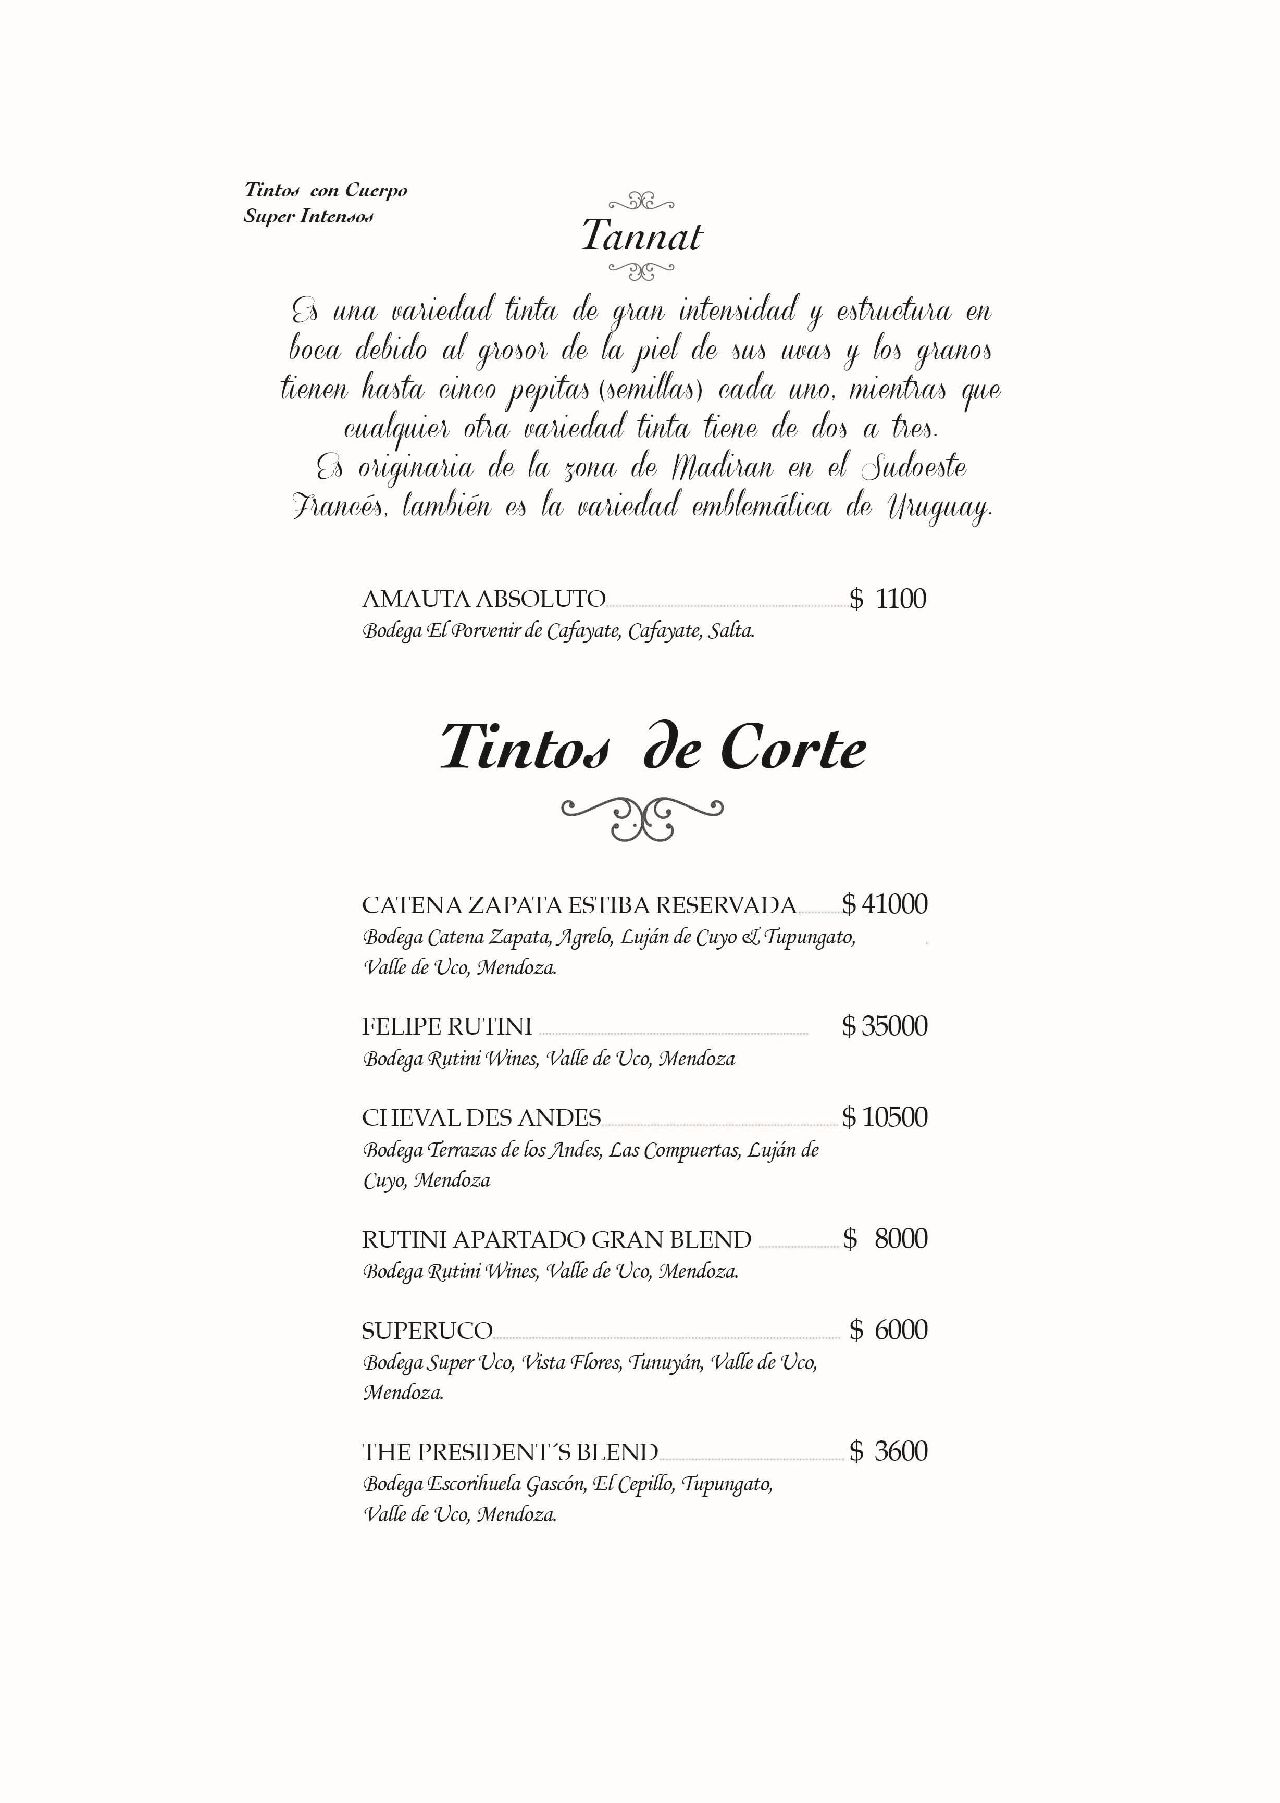 Tintos con Cuerpo
Super Intensos
Tannat
Es una variedad tinta de gran intensidad y estructura en
boca debido al grosor de la piel de sus uvas y los granos
tienen hasta cinco pepitas (semillas) cada uno, mientras que
cualquier otra variedad tinta tiene de dos a tres.
Es originaria de la zona de Madiran en el Sudoeste
Francés, también es la variedad emblemática de Uruguay.
AMAUTA ABSOLUTO $ 1100
Bodega El Porvenir de Cafayate, Cafayate, Salta.
Tintos de Corte
CATENA ZAPATA ESTIBA RESERVADA $ 41000
Bodega Catena Zapata, Agrelo, Luján de Cuyo & Tupungato,
Valle de Uco, Mendoza.
FELIPE RUTINI $ 35000
Bodega Rutini Wines, Valle de Uco, Mendoza
CHEVAL DES ANDES $ 10500
Bodega Terrazas de los Andes, Las Compuertas, Luján de
Cuyo, Mendoza
RUTINI APARTADO GRAN BLEND $ 8000
Bodega Rutini Wines, Valle de Uco, Mendoza.
SUPERUCO $ 6000
Bodega Super Uco, Vista Flores, Tunuyán, Valle de Uco,
Mendoza.
THE PRESIDENT´S BLEND $ 3600
Bodega Escorihuela Gascón, El Cepillo, Tupungato,
Valle de Uco, Mendoza.